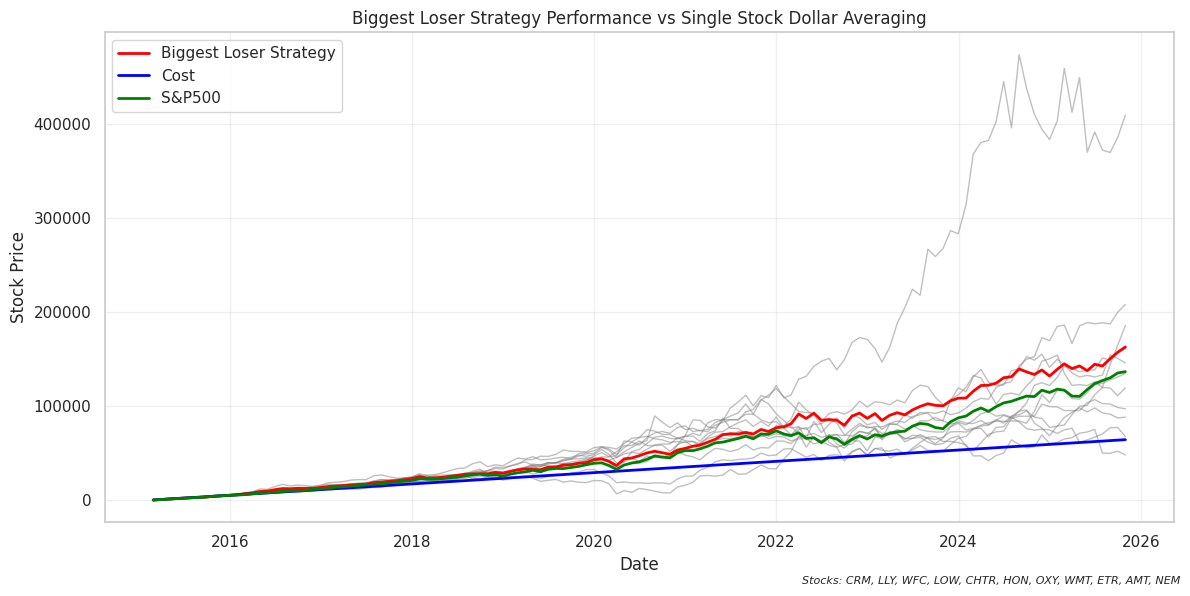 Biggest Loser Strategy Performance vs Single Stock Dollar Averaging
Biggest Loser Strategy
Cost
S&P500
Stock Price
400000
300000
200000
100000
0
2016
2018
2020
2022
2024
2026
Date
Stocks: CRM, LLY, WFC, LOW, CHTR, HON, OXY, WMT, ETR, AMT, NEM